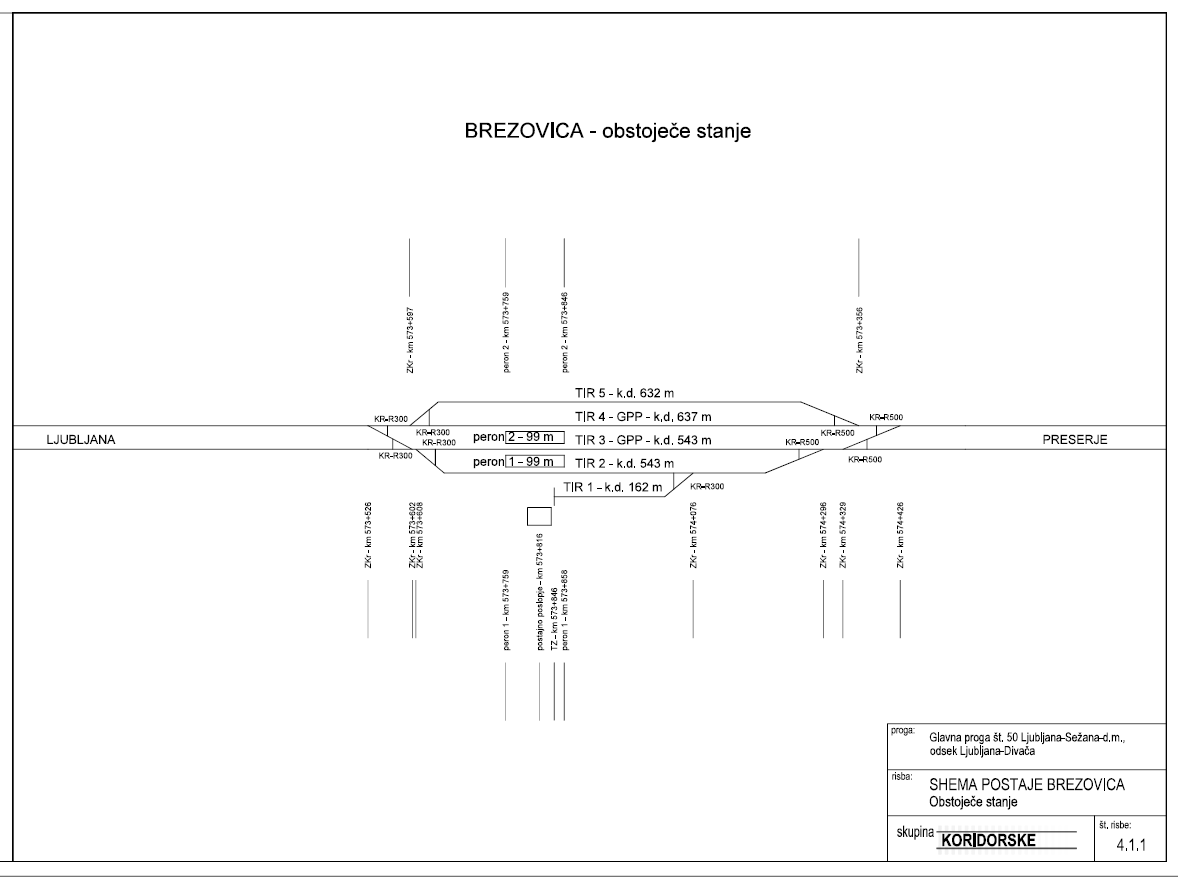 BREZOVICA - obstoječe stanje
ZKr - km 573+597
peron 2 - km 573+759
peron 2 - km 573+846
ZKr - km 573+356
TIR 5 - k.d. 632 m
KR-R300
TIR 4 - GPP - k.d. 637 m
KR-R500
KR-R300
KR-R500
LJUBLJANA
KR-R300
peron 2 - 99 m
TIR 3 - GPP - k.d. 543 m
KR-R500
PRESERJE
KR-R300
peron 1 - 99 m
TIR 2 - k.d. 543 m
KR-R500
TIR 1 - k.d. 162 m
KR-R300
ZKr - km 573+526
ZKr - km 573+602
ZKr - km 573+608
peron 1 - km 573+759
postajno poslopje - km 573+816
TZ - km 573+846
peron 1 - km 573+858
ZKr - km 574+076
ZKr - km 574+296
ZKr - km 574+329
ZKr - km 574+426
proga:
Glavna proga št. 50 Ljubljana-Sežana-d.m.,
odsek Ljubljana-Divača
risba:
SHEMA POSTAJE BREZOVICA
Obstoječe stanje
skupina KORIDORSKE
št. risbe:
4.1.1